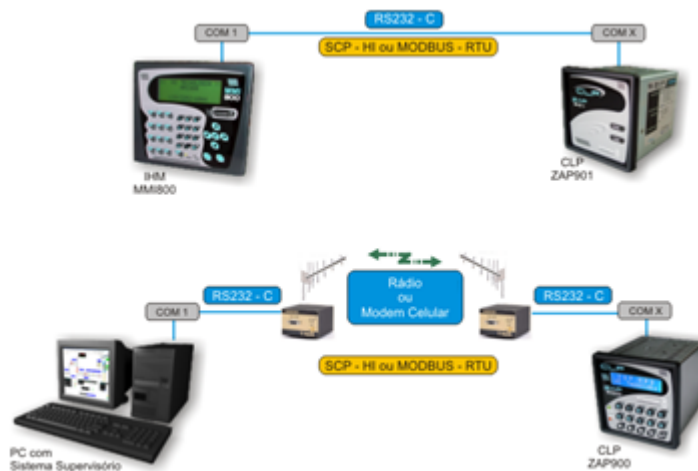 RS232 - C
COM 1
COM X
SCP - HI ou MODBUS - RTU
IHM
MMI800
CLP
ZAP901
Rádio
ou
Modem Celular
RS232 - C
RS232 - C
COM 1
COM X
SCP - HI ou MODBUS - RTU
PC com
Sistema Supervisório
CLP
ZAP900